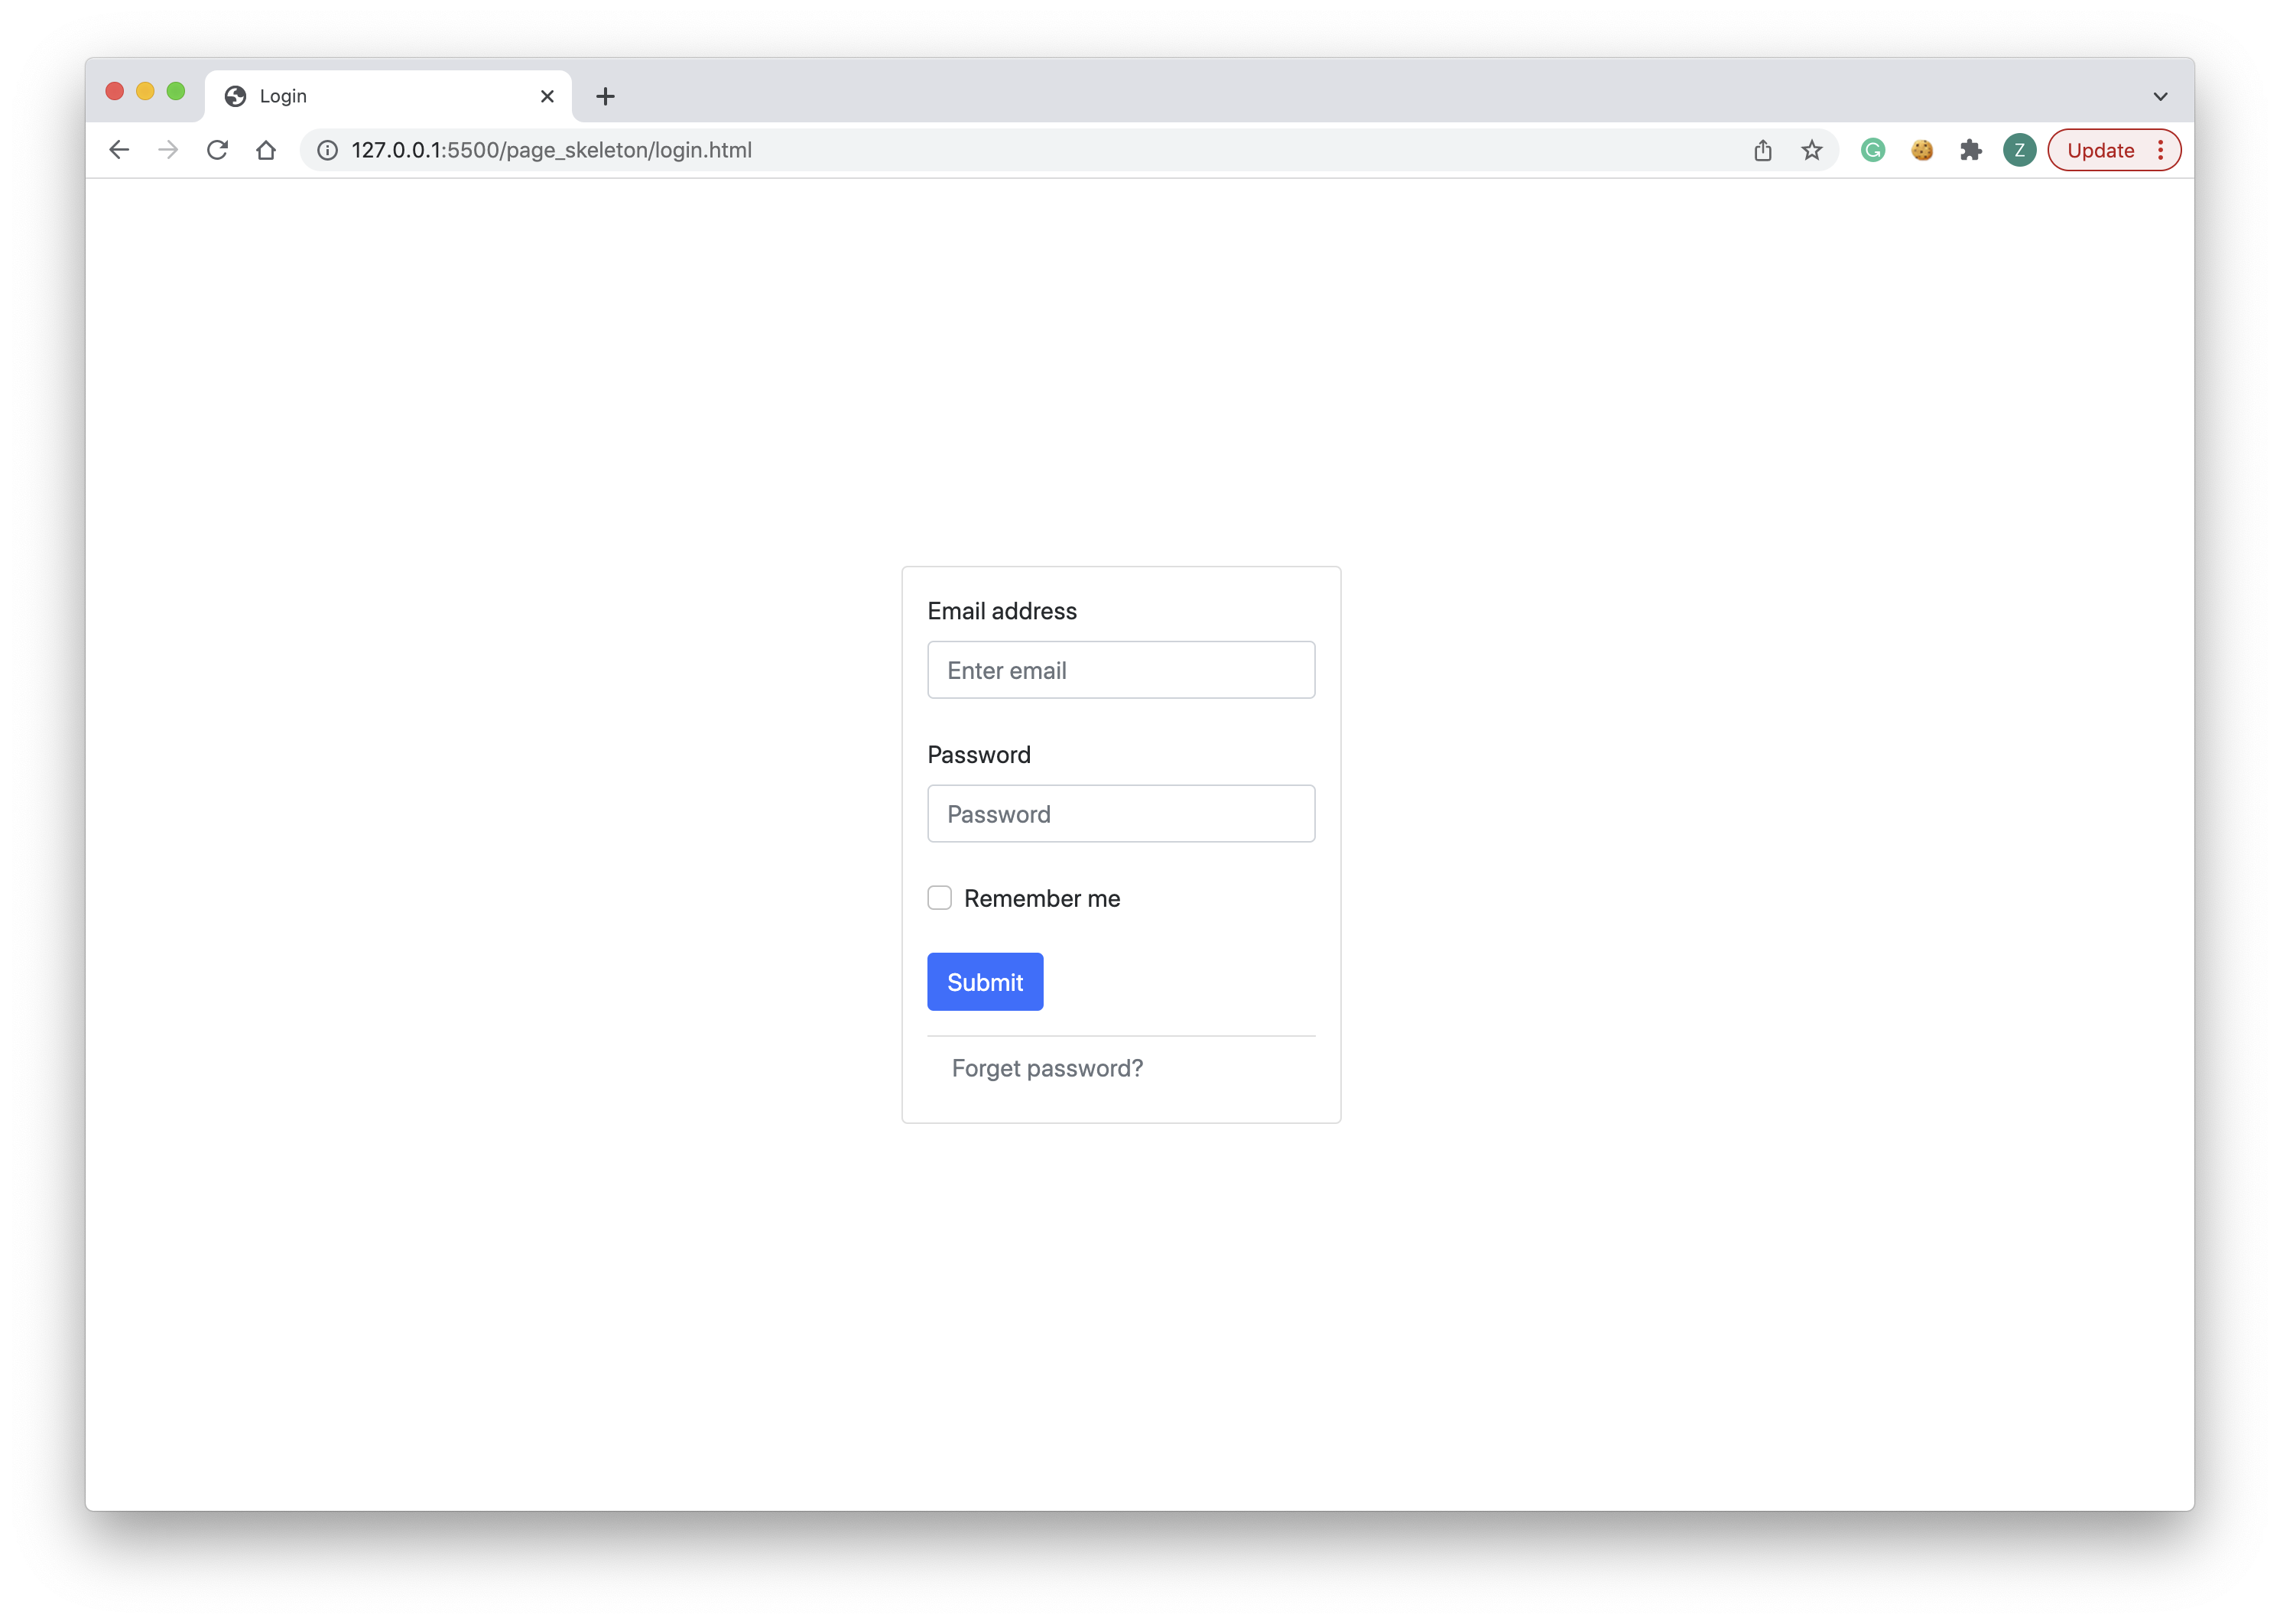 Login
127.0.0.1:5500/page_skeleton/login.html
Z
Update
Email address
Enter email
Password
Password
Remember me
Submit
Forget password?